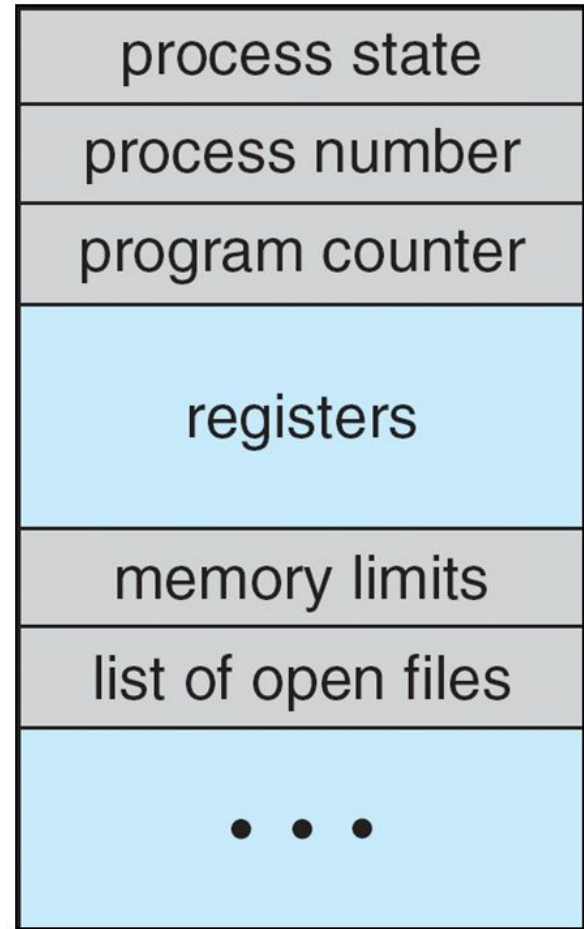 process state
process number
program counter
registers
memory limits
list of open files
• • •